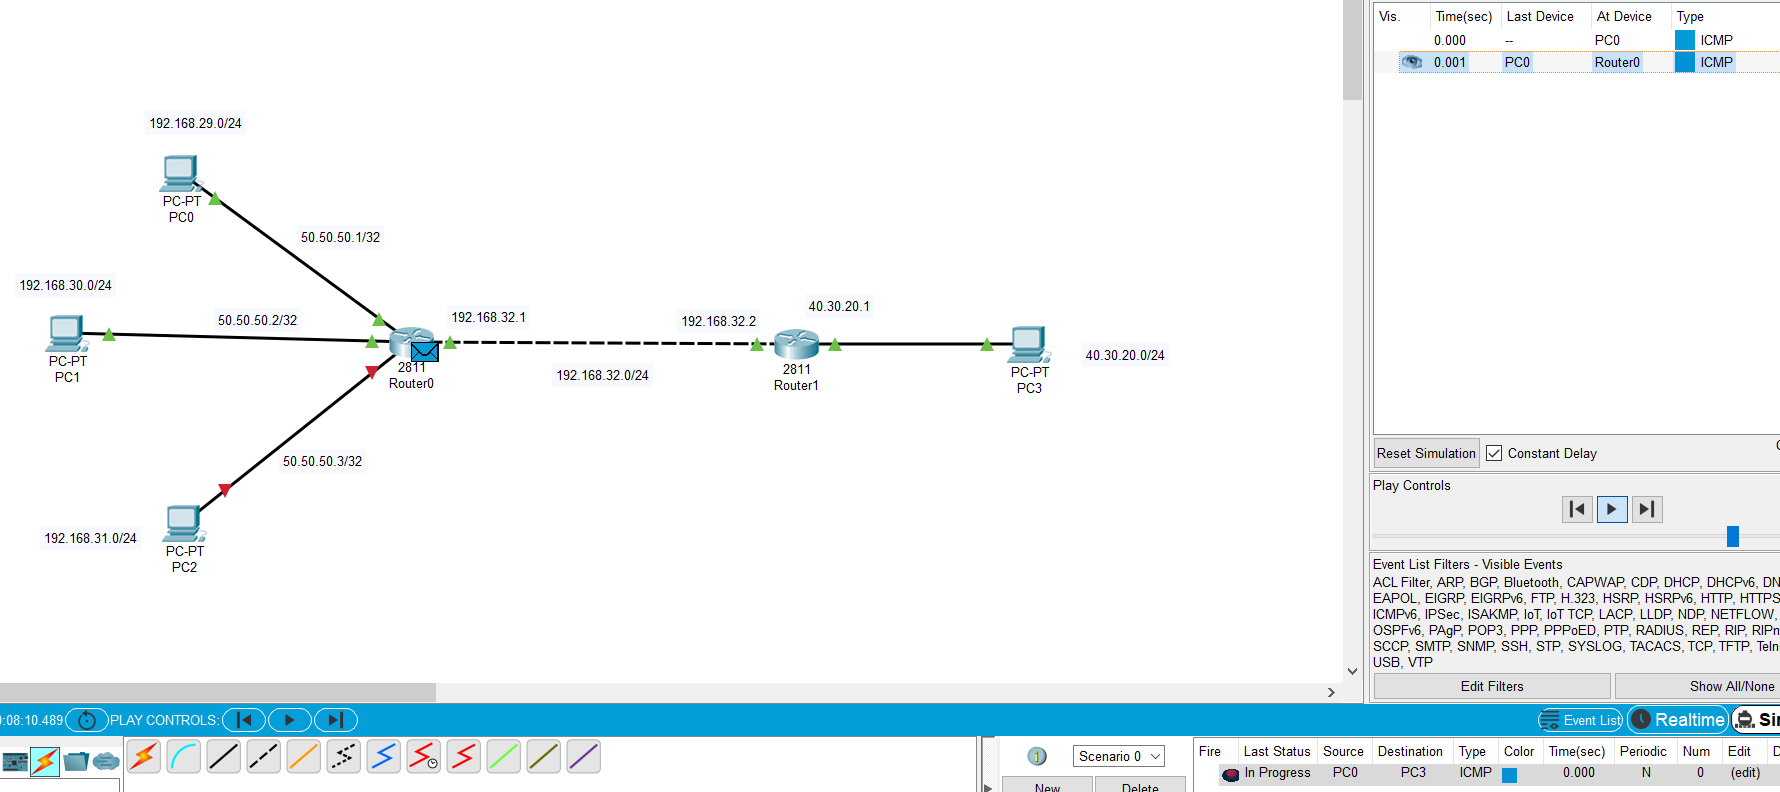 192.168.29.0/24
PC-PT
PC0
50.50.50.1/32
192.168.30.0/24
50.50.50.2/32
PC-PT
PC1
192.168.32.1
2811
Router0
192.168.32.0/24
192.168.32.2
40.30.20.1
2811
Router1
PC-PT
PC3
40.30.20.0/24
50.50.50.3/32
192.168.31.0/24
PC-PT
PC2
Vis. Time(sec) Last Device At Device Type
0.000 -- PC0 ICMP
0.001 PC0 Router0 ICMP
Reset Simulation Constant Delay
Play Controls
Event List Filters - Visible Events
ACL Filter, ARP, BGP, Bluetooth, CAPWAP, CDP, DHCP, DHCPv6, DN
EAPOL, EIGRP, EIGRPv6, FTP, H.323, HSRP, HSRPv6, HTTP, HTTPS
ICMPv6, IPSec, ISAKMP, IoT, IoT TCP, LACP, LLDP, NDP, NETFLOW,
OSPFv6, PAgP, POP3, PPP, PPPoED, PTP, RADIUS, REP, RIP, RIPn
SCCP, SMTP, SNMP, SSH, STP, SYSLOG, TACACS, TCP, TFTP, Teln
USB, VTP
Edit Filters Show All/None
:08:10.489 PLAY CONTROLS: Event List Realtime Si
1 Scenario 0
New Delete
Fire Last Status Source Destination Type Color Time(sec) Periodic Num Edit D
In Progress PC0 PC3 ICMP 0.000 N 0 (edit)